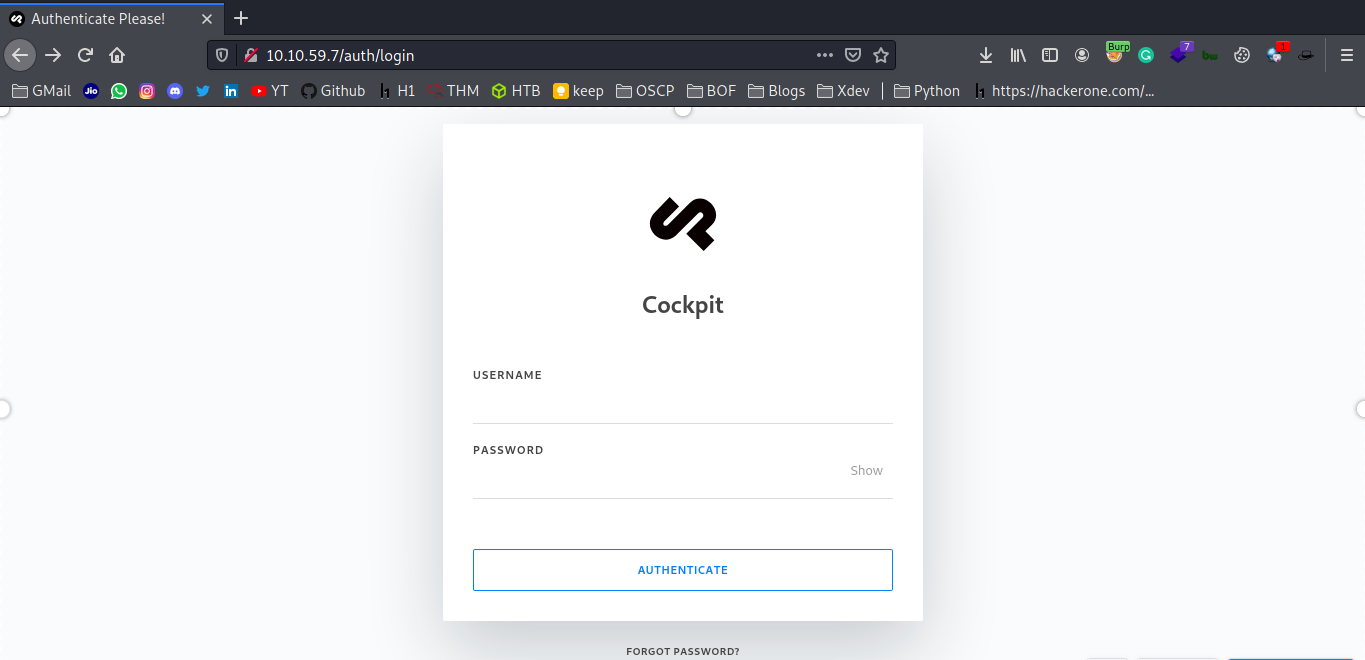 Authenticate Please!
10.10.59.7/auth/login
Burp
7
1
GMail Jio YT Github H1 THM HTB keep OSCP BOF Blogs Xdev Python https://hackerone.com/...
Cockpit
USERNAME
PASSWORD
Show
AUTHENTICATE
FORGOT PASSWORD?